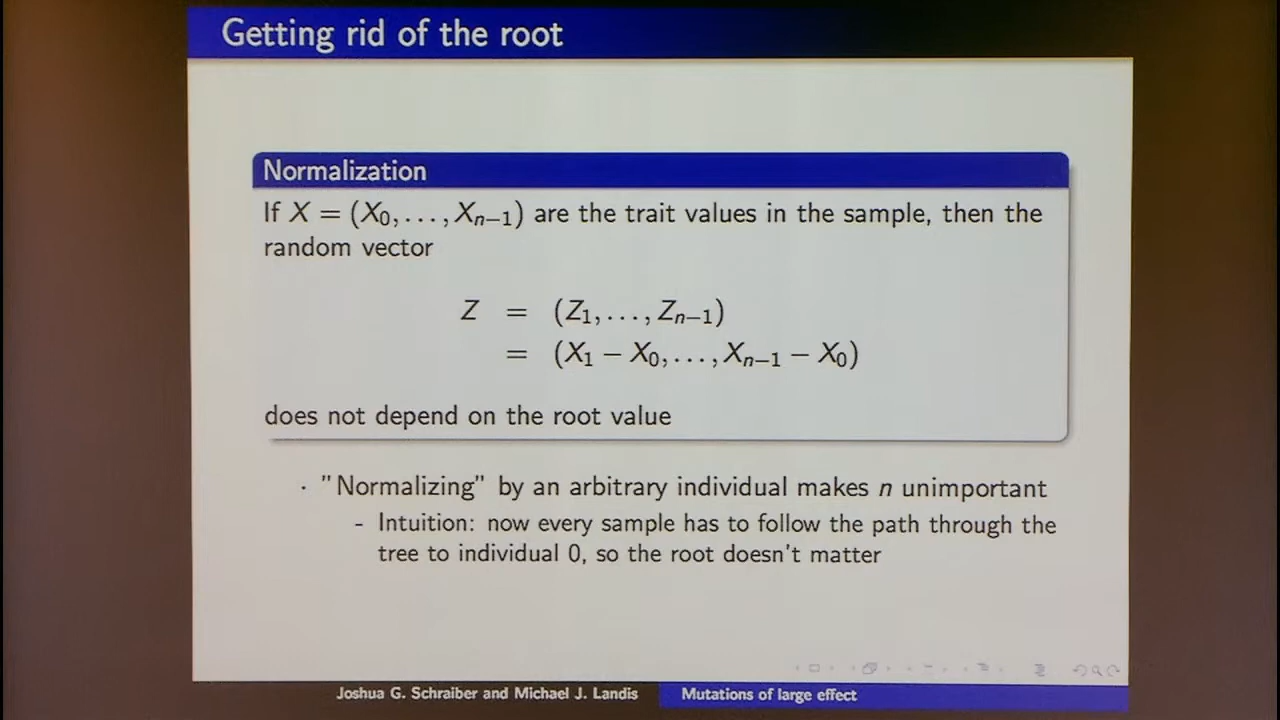 Getting rid of the root
Normalization
If X = (X₀, . . . , Xₙ₋₁) are the trait values in the sample, then the
random vector
Z = (Z₁, . . . , Zₙ₋₁)
= (X₁ − X₀, . . . , Xₙ₋₁ − X₀)
does not depend on the root value
· "Normalizing" by an arbitrary individual makes n unimportant
- Intuition: now every sample has to follow the path through the
tree to individual 0, so the root doesn't matter
Joshua G. Schraiber and Michael J. Landis
Mutations of large effect